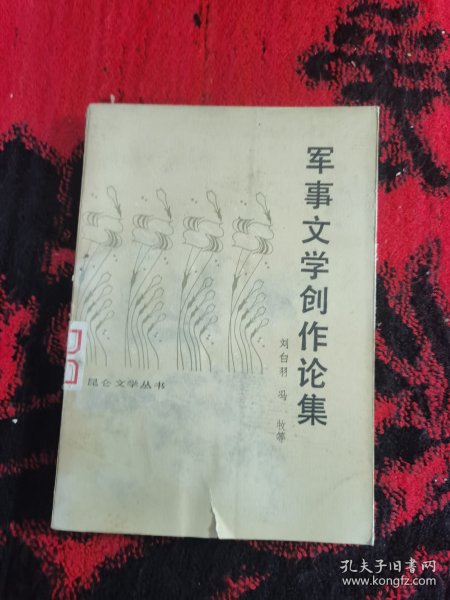 军事文学创作论集
刘白羽 冯牧等
昆仑文学丛书
孔夫子旧书网
www.kongfz.com